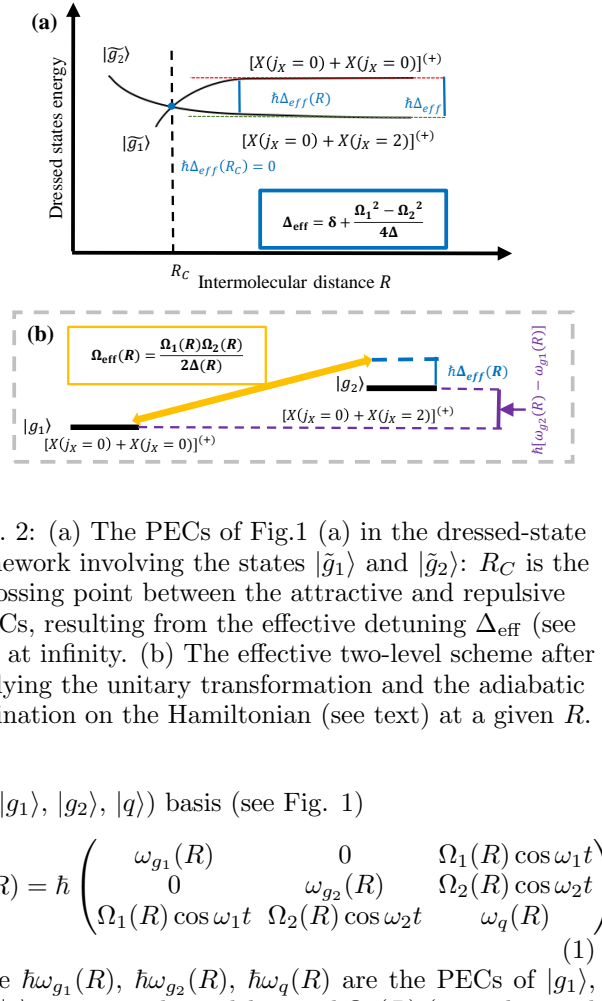 (a)
|g̃₂⟩
[X(j_X = 0) + X(j_X = 0)]^(+)
ħΔ_eff(R)
ħΔ_eff
|g̃₁⟩
[X(j_X = 0) + X(j_X = 2)]^(+)
ħΔ_eff(R_C) = 0
Δ_eff = δ + (Ω₁² − Ω₂²)/4Δ
Dressed states energy
R_C
Intermolecular distance R
(b)
Ω_eff(R) = Ω₁(R)Ω₂(R)/2Δ(R)
ħΔ_eff(R)
|g₂⟩
[X(j_X = 0) + X(j_X = 2)]^(+)
|g₁⟩
[X(j_X = 0) + X(j_X = 0)]^(+)
ħ[ω_g2(R) − ω_g1(R)]
. 2: (a) The PECs of Fig.1 (a) in the dressed-state
nework involving the states |g̃₁⟩ and |g̃₂⟩: R_C is the
ossing point between the attractive and repulsive
Cs, resulting from the effective detuning Δ_eff (see
at infinity. (b) The effective two-level scheme after
lying the unitary transformation and the adiabatic
ination on the Hamiltonian (see text) at a given R.
|g₁⟩, |g₂⟩, |q⟩) basis (see Fig. 1)
ω_g₁(R) 0 Ω₁(R) cos ω₁t
R) = ħ ( 0 ω_g₂(R) Ω₂(R) cos ω₂t )
Ω₁(R) cos ω₁t Ω₂(R) cos ω₂t ω_q(R)
(1)
e ħω_g₁(R), ħω_g₂(R), ħω_q(R) are the PECs of |g₁⟩,